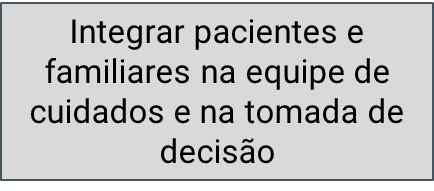 Integrar pacientes e
familiares na equipe de
cuidados e na tomada de
decisão